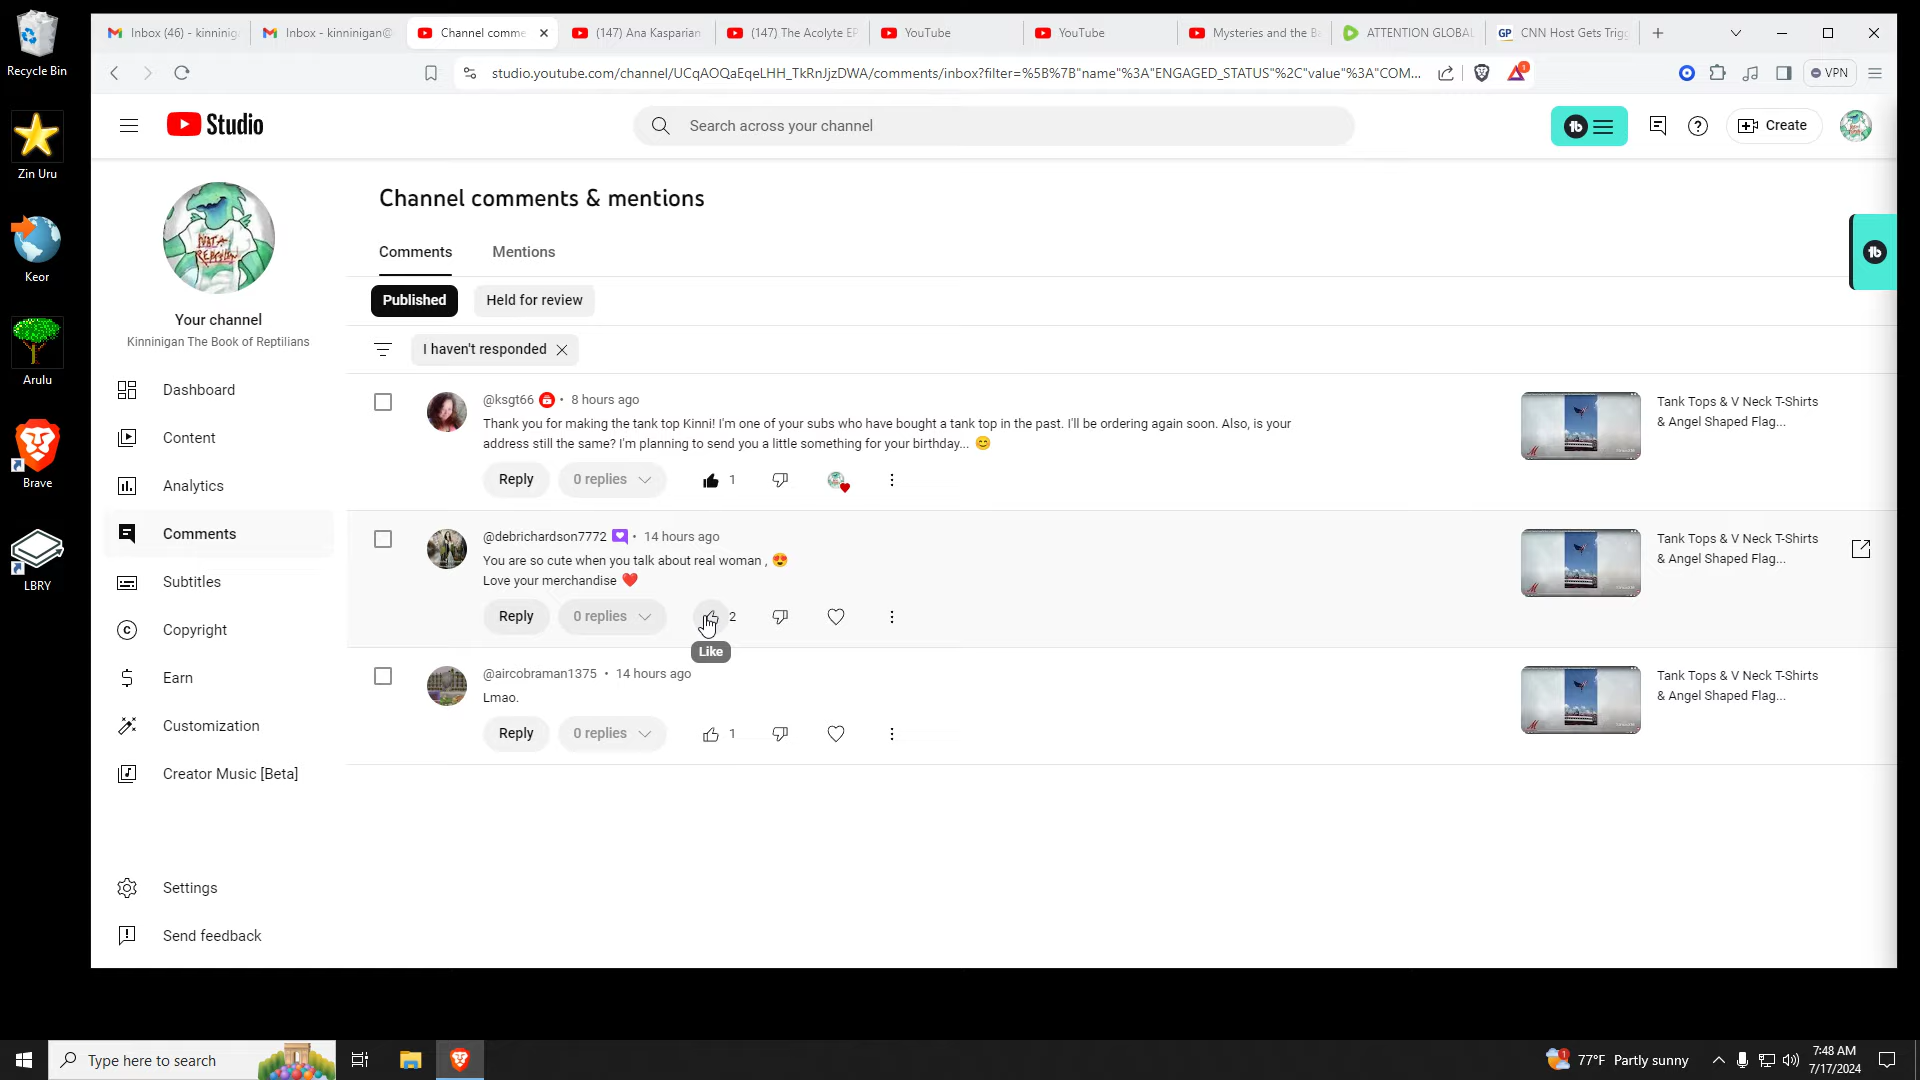 Recycle Bin
Zin Uru
Keor
Arulu
Brave
LBRY
Inbox (46) - kinninig
Inbox - kinninigan@
Channel comme
(147) Ana Kasparian
(147) The Acolyte EP
YouTube
YouTube
Mysteries and the B
ATTENTION GLOBAL
GP CNN Host Gets Trigg
studio.youtube.com/channel/UCqAOQaEqeLHH_TkRnJjzDWA/comments/inbox?filter=%5B%7B"name"%3A"ENGAGED_STATUS"%2C"value"%3A"COM...
1
VPN
Studio
Search across your channel
Create
NOT A
REPTILIAN
Your channel
Kinninigan The Book of Reptilians
Dashboard
Content
Analytics
Comments
Subtitles
Copyright
Earn
Customization
Creator Music [Beta]
Settings
Send feedback
Channel comments & mentions
Comments
Mentions
Published
Held for review
I haven't responded
@ksgt66 • 8 hours ago
Thank you for making the tank top Kinni! I'm one of your subs who have bought a tank top in the past. I'll be ordering again soon. Also, is your
address still the same? I'm planning to send you a little something for your birthday... 😊
Reply
0 replies
1
Tank Tops & V Neck T-Shirts
& Angel Shaped Flag...
@debrichardson7772 • 14 hours ago
You are so cute when you talk about real woman , 😍
Love your merchandise ❤️
Reply
0 replies
2
Like
Tank Tops & V Neck T-Shirts
& Angel Shaped Flag...
@aircobraman1375 • 14 hours ago
Lmao.
Reply
0 replies
1
Tank Tops & V Neck T-Shirts
& Angel Shaped Flag...
Type here to search
1
77°F Partly sunny
7:48 AM
7/17/2024